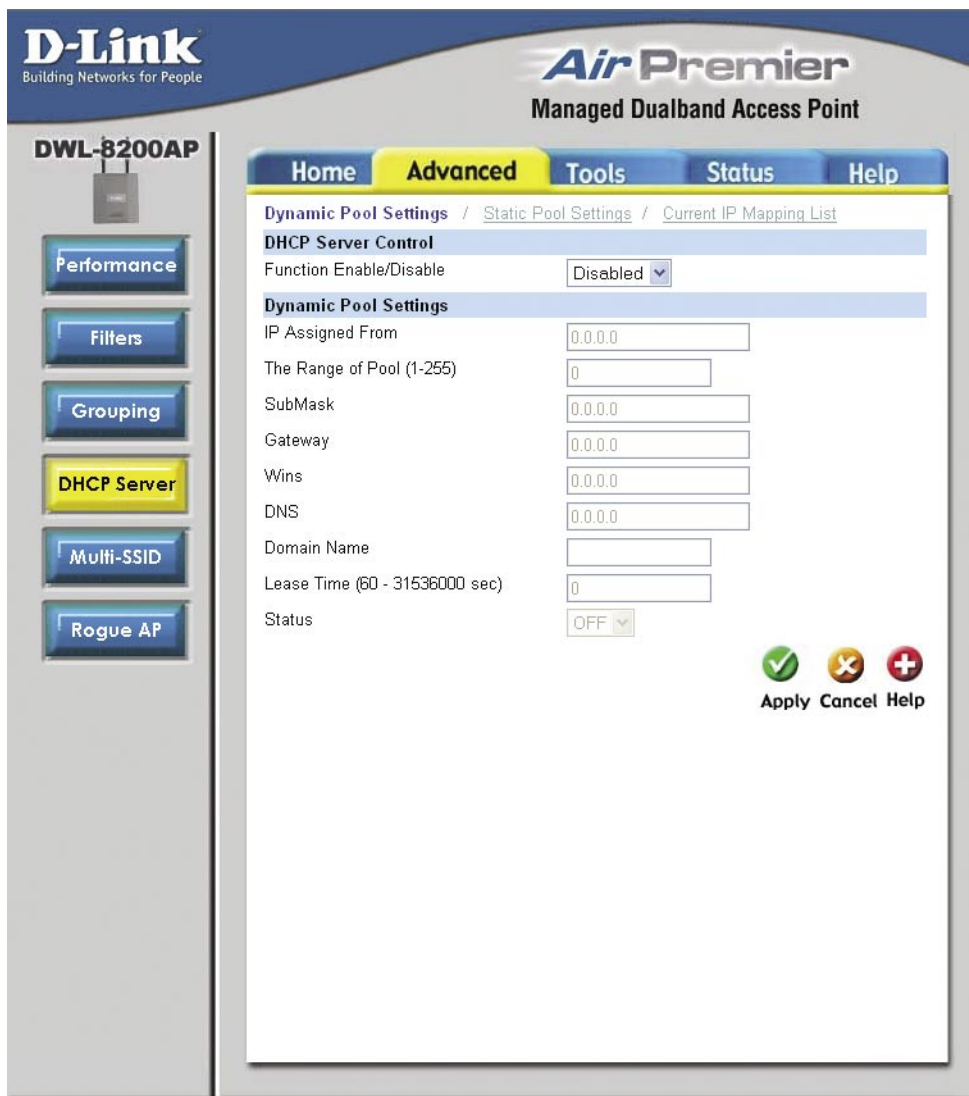 D-Link
Building Networks for People
Air Premier
Managed Dualband Access Point
DWL-8200AP
Home Advanced Tools Status Help
Dynamic Pool Settings / Static Pool Settings / Current IP Mapping List
DHCP Server Control
Function Enable/Disable Disabled
Dynamic Pool Settings
IP Assigned From 0.0.0.0
The Range of Pool (1-255) 0
SubMask 0.0.0.0
Gateway 0.0.0.0
Wins 0.0.0.0
DNS 0.0.0.0
Domain Name
Lease Time (60 - 31536000 sec) 0
Status OFF
Apply Cancel Help
Performance
Filters
Grouping
DHCP Server
Multi-SSID
Rogue AP